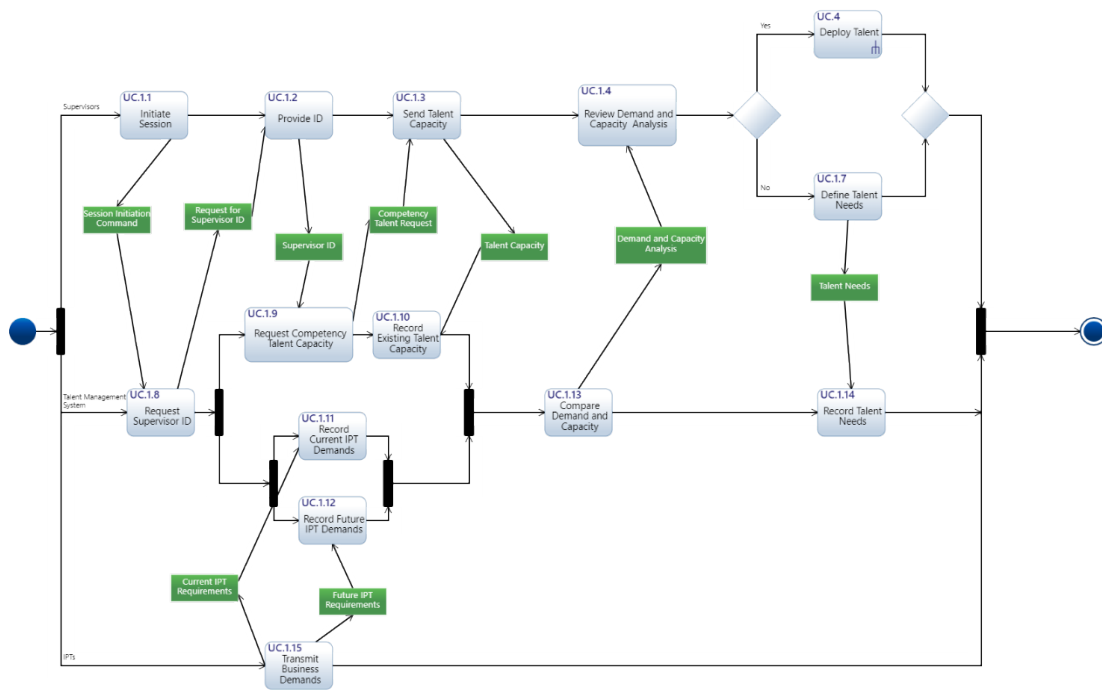 UC.4
Deploy Talent
Yes
UC.1.1
Initiate
Session
UC.1.2
Provide ID
UC.1.3
Send Talent
Capacity
UC.1.4
Review Demand and
Capacity Analysis
Supervisors
No
UC.1.7
Define Talent
Needs
Session Initiation
Command
Request for
Supervisor ID
Supervisor ID
Competency
Talent Request
Talent Capacity
Demand and Capacity
Analysis
Talent Needs
UC.1.9
Request Competency
Talent Capacity
UC.1.10
Record
Existing Talent
Capacity
Talent Management
System
UC.1.8
Request
Supervisor ID
UC.1.11
Record
Current IPT
Demands
UC.1.13
Compare
Demand and
Capacity
UC.1.14
Record Talent
Needs
UC.1.12
Record Future
IPT Demands
Current IPT
Requirements
Future IPT
Requirements
IPTs
UC.1.15
Transmit
Business
Demands